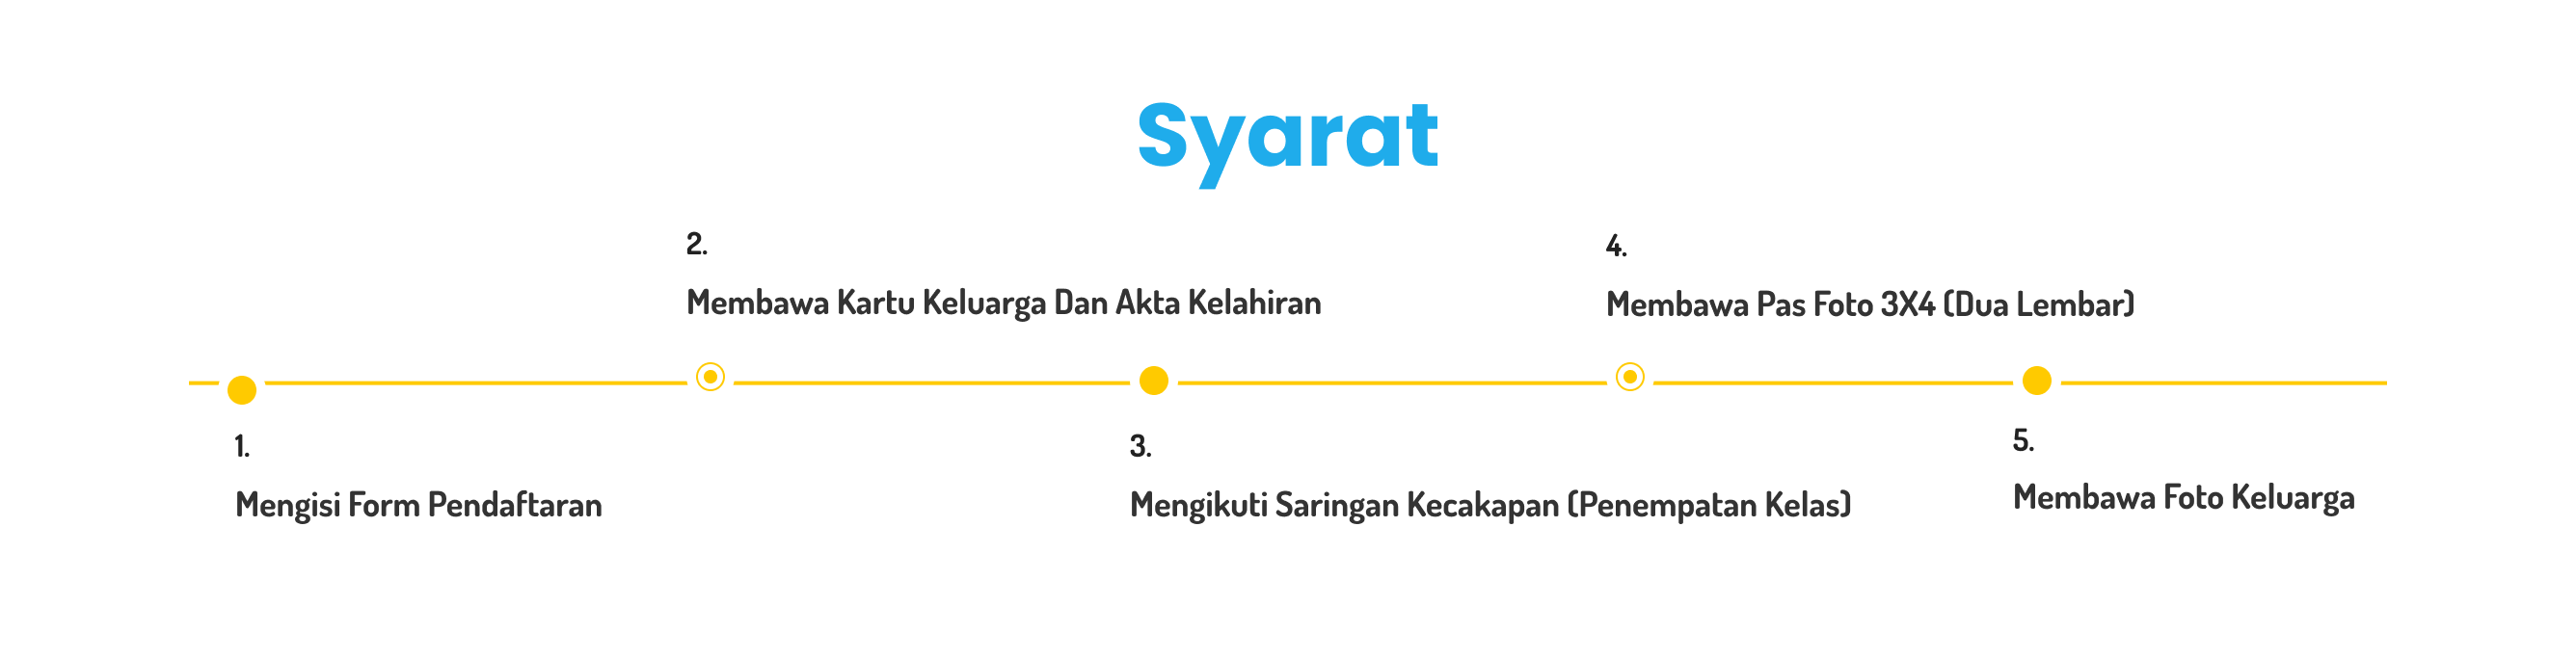 Syarat
1.
Mengisi Form Pendaftaran
2.
Membawa Kartu Keluarga Dan Akta Kelahiran
3.
Mengikuti Saringan Kecakapan (Penempatan Kelas)
4.
Membawa Pas Foto 3X4 (Dua Lembar)
5.
Membawa Foto Keluarga